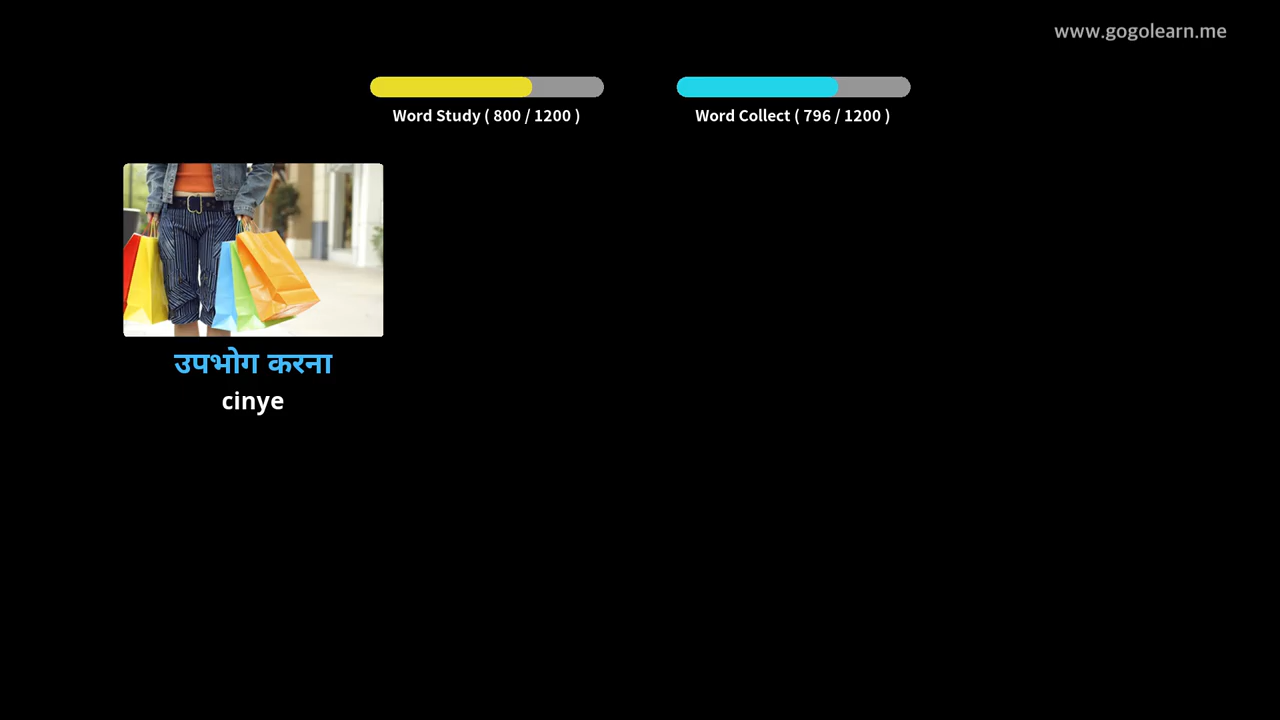 www.gogolearn.me
Word Study ( 800 / 1200 )
Word Collect ( 796 / 1200 )
उपभोग करना
cinye